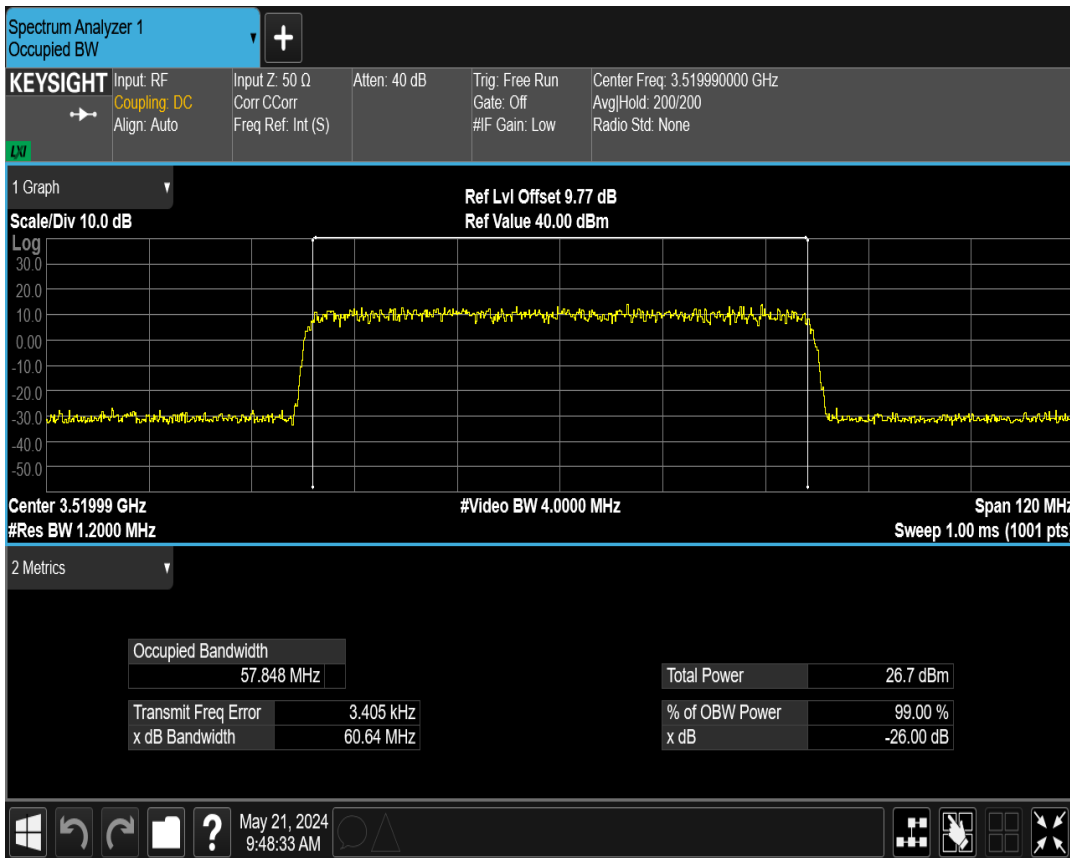 Spectrum Analyzer 1
Occupied BW
+
KEYSIGHT
LXI
Input: RF
Coupling: DC
Align: Auto
Input Z: 50 Ω
Corr CCorr
Freq Ref: Int (S)
Atten: 40 dB
Trig: Free Run
Gate: Off
#IF Gain: Low
Center Freq: 3.519990000 GHz
Avg|Hold: 200/200
Radio Std: None
1 Graph
Scale/Div 10.0 dB
Ref Lvl Offset 9.77 dB
Ref Value 40.00 dBm
Log
30.0
20.0
10.0
0.00
-10.0
-20.0
-30.0
-40.0
-50.0
Center 3.51999 GHz
#Video BW 4.0000 MHz
Span 120 MHz
#Res BW 1.2000 MHz
Sweep 1.00 ms (1001 pts)
2 Metrics
Occupied Bandwidth
57.848 MHz
Transmit Freq Error 3.405 kHz
x dB Bandwidth 60.64 MHz
Total Power 26.7 dBm
% of OBW Power 99.00 %
x dB -26.00 dB
?
May 21, 2024
9:48:33 AM